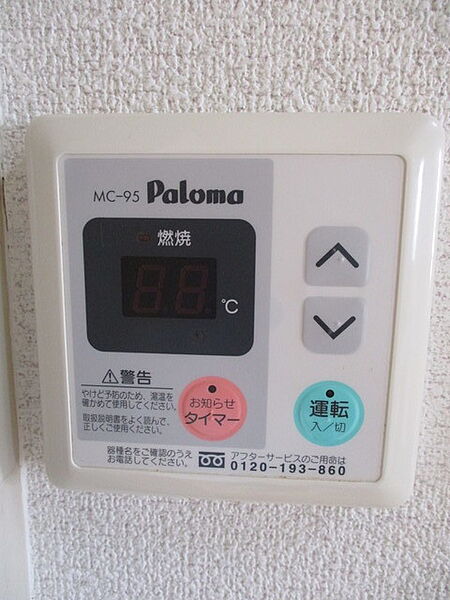 MC-95 Paloma
燃焼
88 ℃
⚠警告
やけど予防のため、湯温を
確かめて使用してください。
取扱説明書をよく読んで、
正しくご使用ください。
お知らせ
タイマー
運転
入/切
器種名をご確認のうえ
お電話してください。
アフターサービスのご用命は
0120-193-860